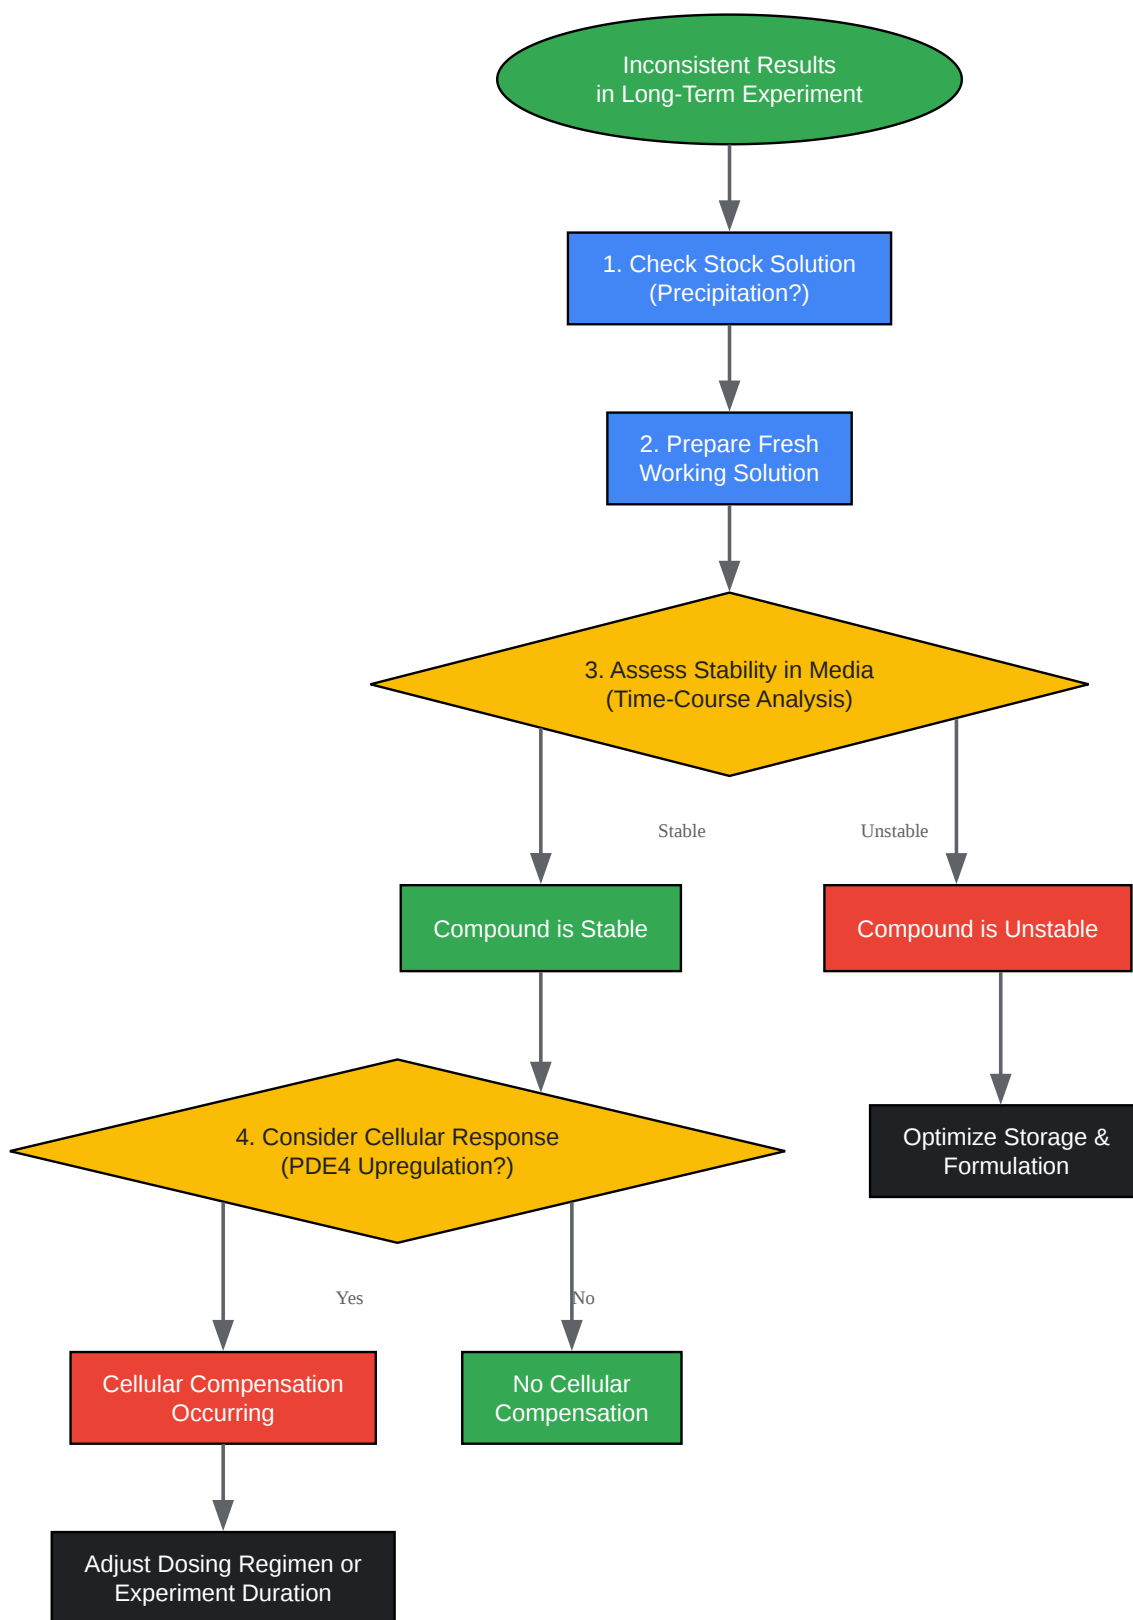 Inconsistent Results
in Long-Term Experiment
1. Check Stock Solution
(Precipitation?)
2. Prepare Fresh
Working Solution
3. Assess Stability in Media
(Time-Course Analysis)
Stable
Unstable
Compound is Stable
Compound is Unstable
4. Consider Cellular Response
(PDE4 Upregulation?)
Optimize Storage &
Formulation
Yes
No
Cellular Compensation
Occurring
No Cellular
Compensation
Adjust Dosing Regimen or
Experiment Duration